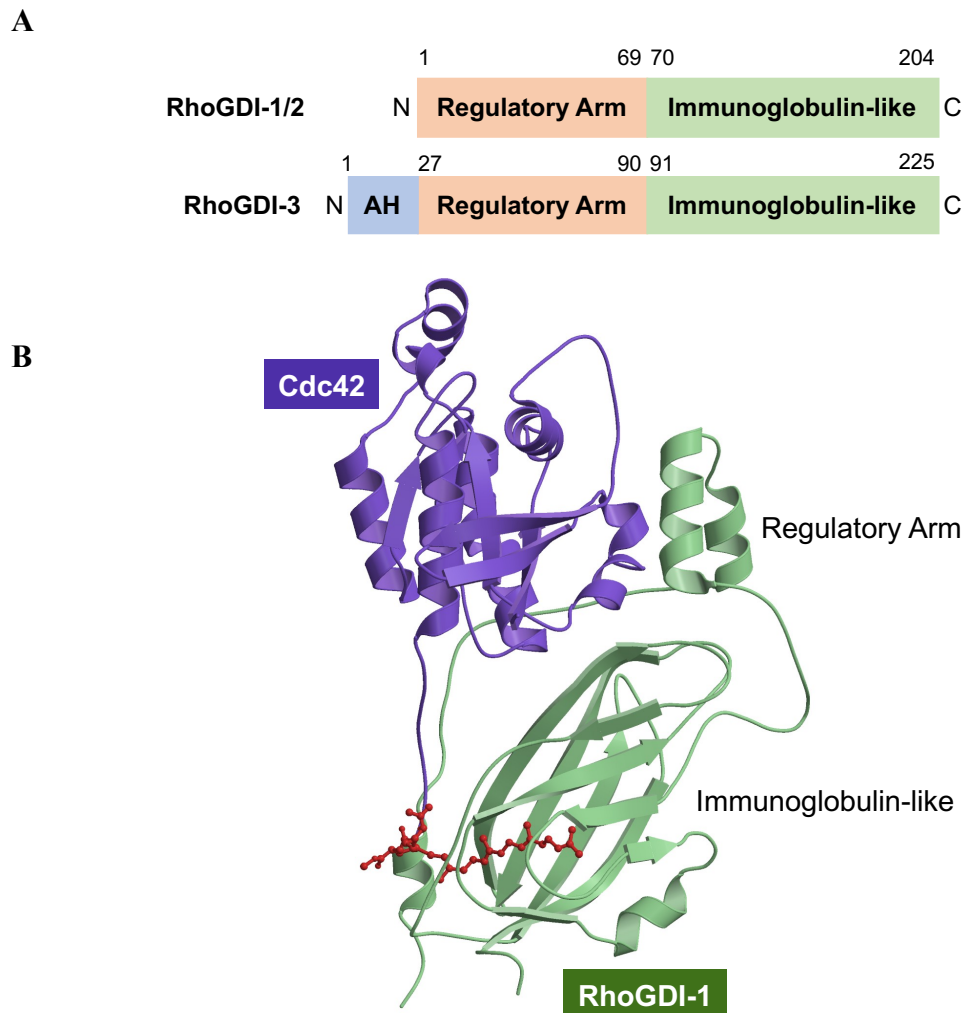 A
1 69 70 204
RhoGDI-1/2 N Regulatory Arm Immunoglobulin-like C
1 27 90 91 225
RhoGDI-3 N AH Regulatory Arm Immunoglobulin-like C
B
Cdc42
Regulatory Arm
Immunoglobulin-like
RhoGDI-1